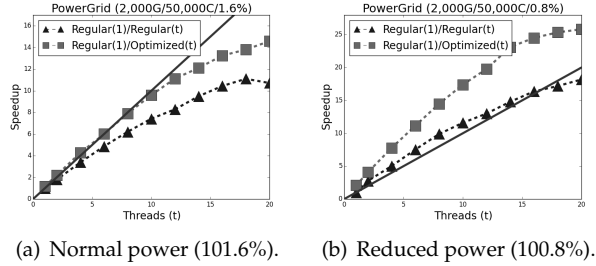 PowerGrid (2,000G/50,000C/1.6%)
Regular(1)/Regular(t)
Regular(1)/Optimized(t)
Speedup
16
14
12
10
8
6
4
2
0
0
5
10
15
20
Threads (t)
(a) Normal power (101.6%).
PowerGrid (2,000G/50,000C/0.8%)
Regular(1)/Regular(t)
Regular(1)/Optimized(t)
Speedup
25
20
15
10
5
0
0
5
10
15
20
Threads (t)
(b) Reduced power (100.8%).